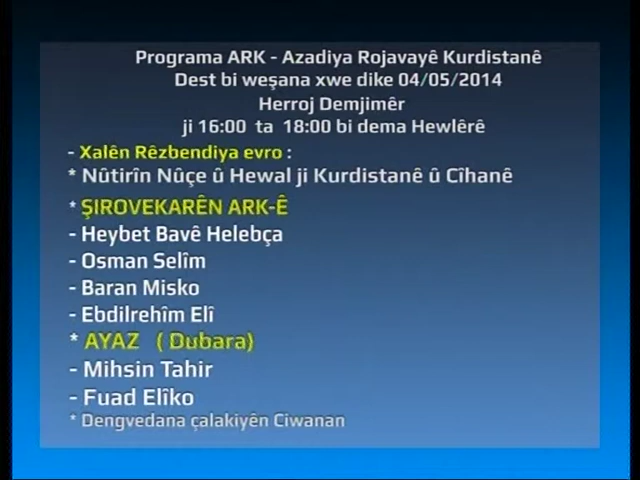 Programa ARK - Azadiya Rojavayê Kurdistanê
Dest bi weşana xwe dike 04/05/2014
Herroj Demjimêr
ji 16:00 ta 18:00 bi dema Hewlêrê
- Xalên Rêzbendiya evro :
* Nûtirîn Nûçe û Hewal ji Kurdistanê û Cîhanê
* ŞIROVEKARÊN ARK-Ê
- Heybet Bavê Helebça
- Osman Selîm
- Baran Misko
- Ebdilrehîm Elî
* AYAZ ( Dubara)
- Mihsin Tahir
- Fuad Elîko
* Dengvedana çalakiyên Ciwanan